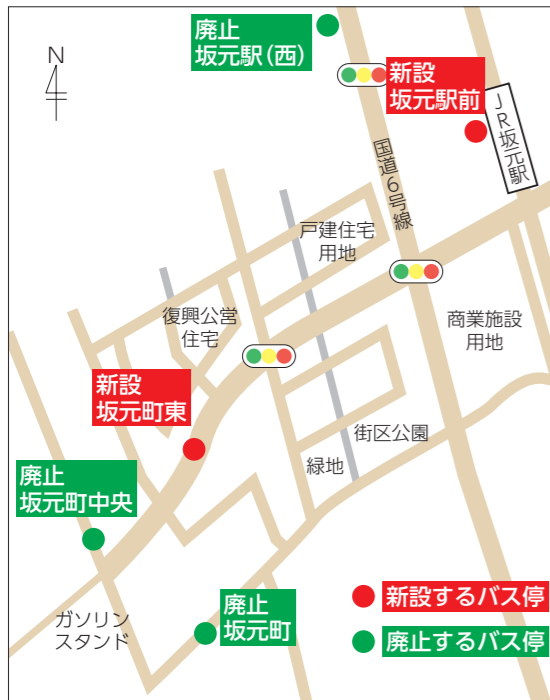 廃止
坂元駅（西）
N
新設
坂元駅前
JR坂元駅
国道6号線
戸建住宅
用地
復興公営
住宅
商業施設
用地
新設
坂元町東
街区公園
緑地
廃止
坂元町中央
廃止
坂元町
ガソリン
スタンド
新設するバス停
廃止するバス停